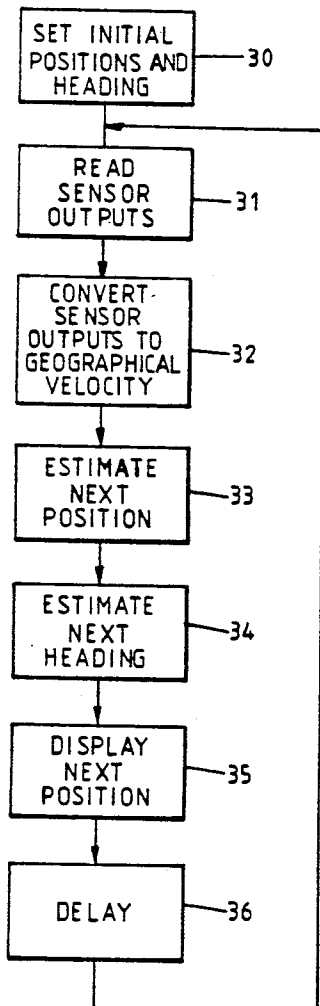 SET INITIAL
POSITIONS AND
HEADING
30
READ
SENSOR
OUTPUTS
31
CONVERT-
SENSOR
OUTPUTS TO
GEOGRAPHICAL
VELOCITY
32
ESTIMATE
NEXT
POSITION
33
ESTIMATE
NEXT
HEADING
34
DISPLAY
NEXT
POSITION
35
DELAY
36